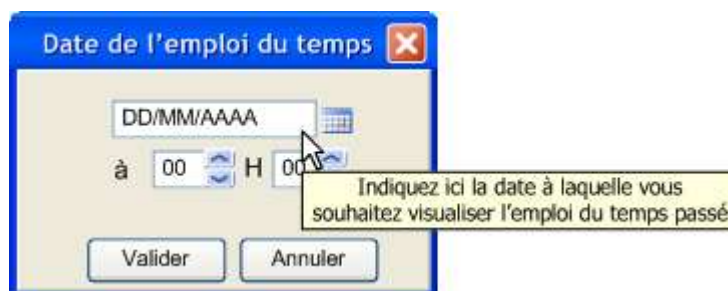 Date de l'emploi du temps
DD/MM/AAAA
à 00 H 00
Indiquez ici la date à laquelle vous
souhaitez visualiser l'emploi du temps passé
Valider Annuler